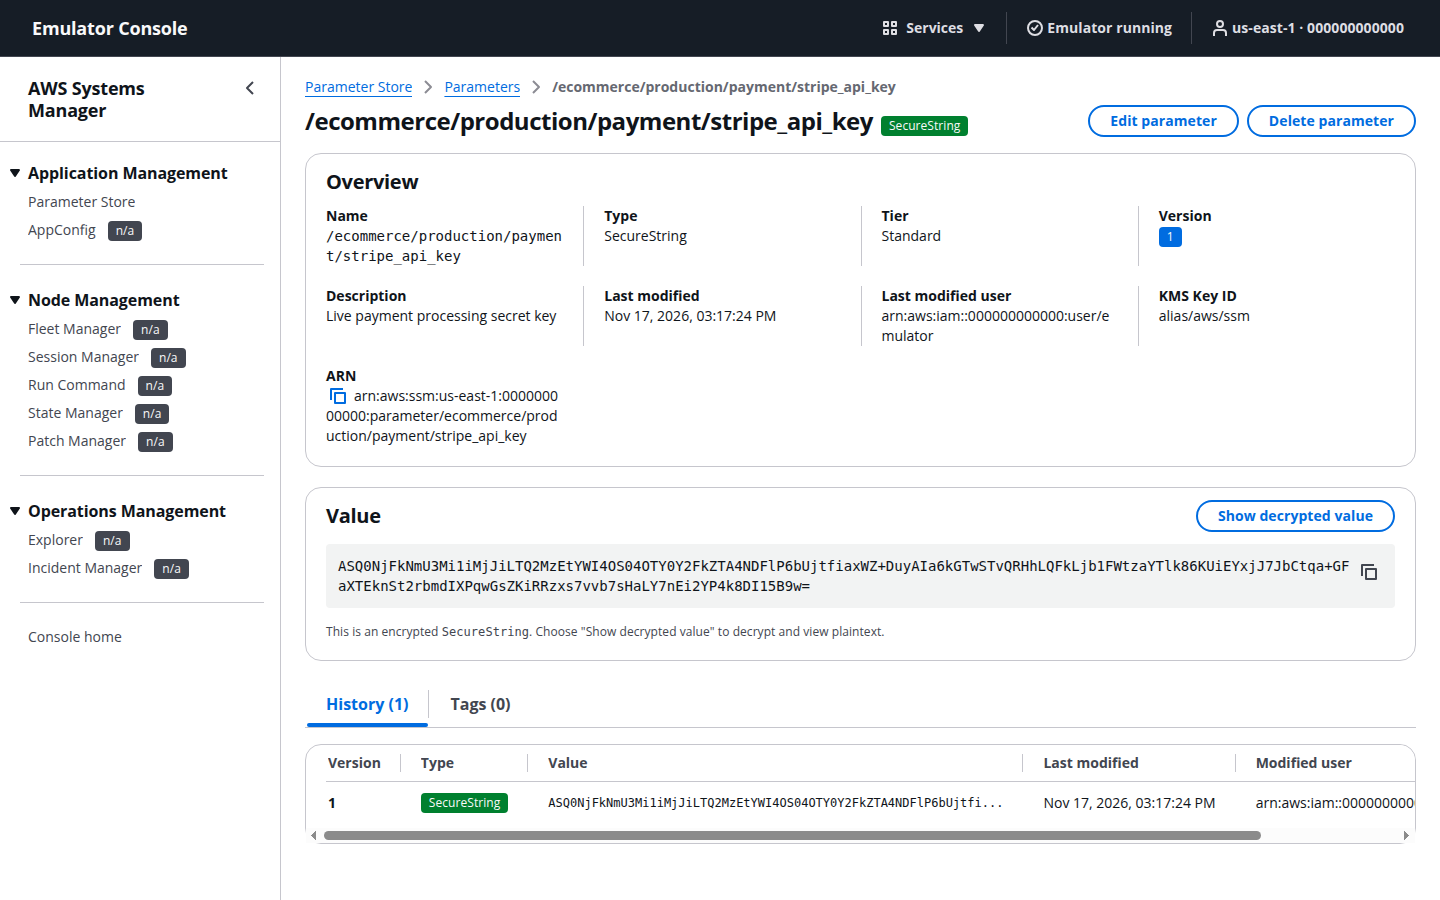 Emulator Console
Services
Emulator running
us-east-1 · 000000000000
AWS Systems
Manager
Application Management
Parameter Store
AppConfig n/a
Node Management
Fleet Manager n/a
Session Manager n/a
Run Command n/a
State Manager n/a
Patch Manager n/a
Operations Management
Explorer n/a
Incident Manager n/a
Console home
Parameter Store > Parameters > /ecommerce/production/payment/stripe_api_key
/ecommerce/production/payment/stripe_api_key SecureString
Edit parameter
Delete parameter
Overview
Name
/ecommerce/production/paymen
t/stripe_api_key
Type
SecureString
Tier
Standard
Version
1
Description
Live payment processing secret key
Last modified
Nov 17, 2026, 03:17:24 PM
Last modified user
arn:aws:iam::000000000000:user/e
mulator
KMS Key ID
alias/aws/ssm
ARN
arn:aws:ssm:us-east-1:0000000
00000:parameter/ecommerce/prod
uction/payment/stripe_api_key
Value
Show decrypted value
ASQ0NjFkNmU3Mi1iMjJiLTQ2MzEtYWI4OS04OTY0Y2FkZTA4NDFlP6bUjtfiaxWZ+DuyAIa6kGTwSTvQRHhLQFkLjb1FWtzaYTlk86KUiEYxjJ7JbCtqa+GF
aXTEknSt2rbmdIXPqwGsZKiRRzxs7vvb7sHaLY7nEi2YP4k8DI15B9w=
This is an encrypted SecureString. Choose "Show decrypted value" to decrypt and view plaintext.
History (1)
Tags (0)
Version Type Value Last modified Modified user
1 SecureString ASQ0NjFkNmU3Mi1iMjJiLTQ2MzEtYWI4OS04OTY0Y2FkZTA4NDFlP6bUjtfi... Nov 17, 2026, 03:17:24 PM arn:aws:iam::0000000000